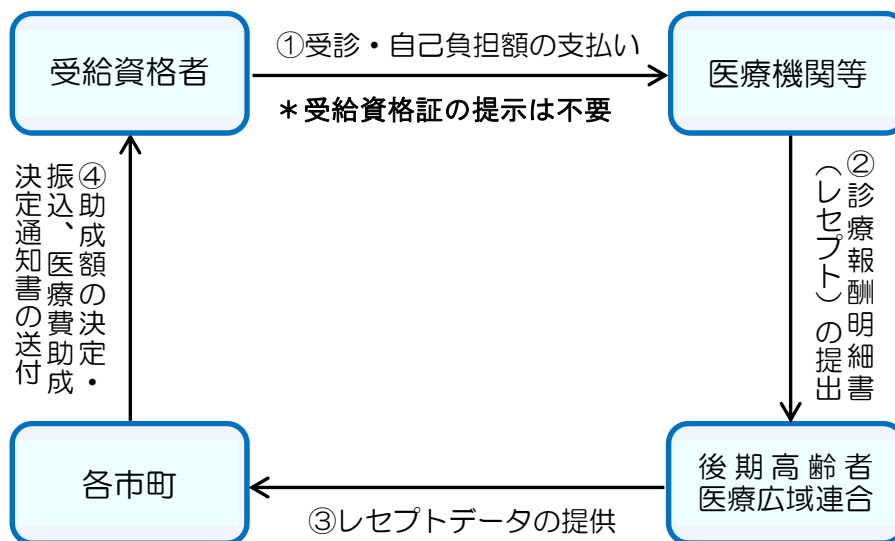 受給資格者
①受診・自己負担額の支払い
＊受給資格証の提示は不要
医療機関等
②診療報酬明細書
（レセプト）の提出
後期高齢者
医療広域連合
③レセプトデータの提供
各市町
④助成額の決定・
振込、医療費助成
決定通知書の送付